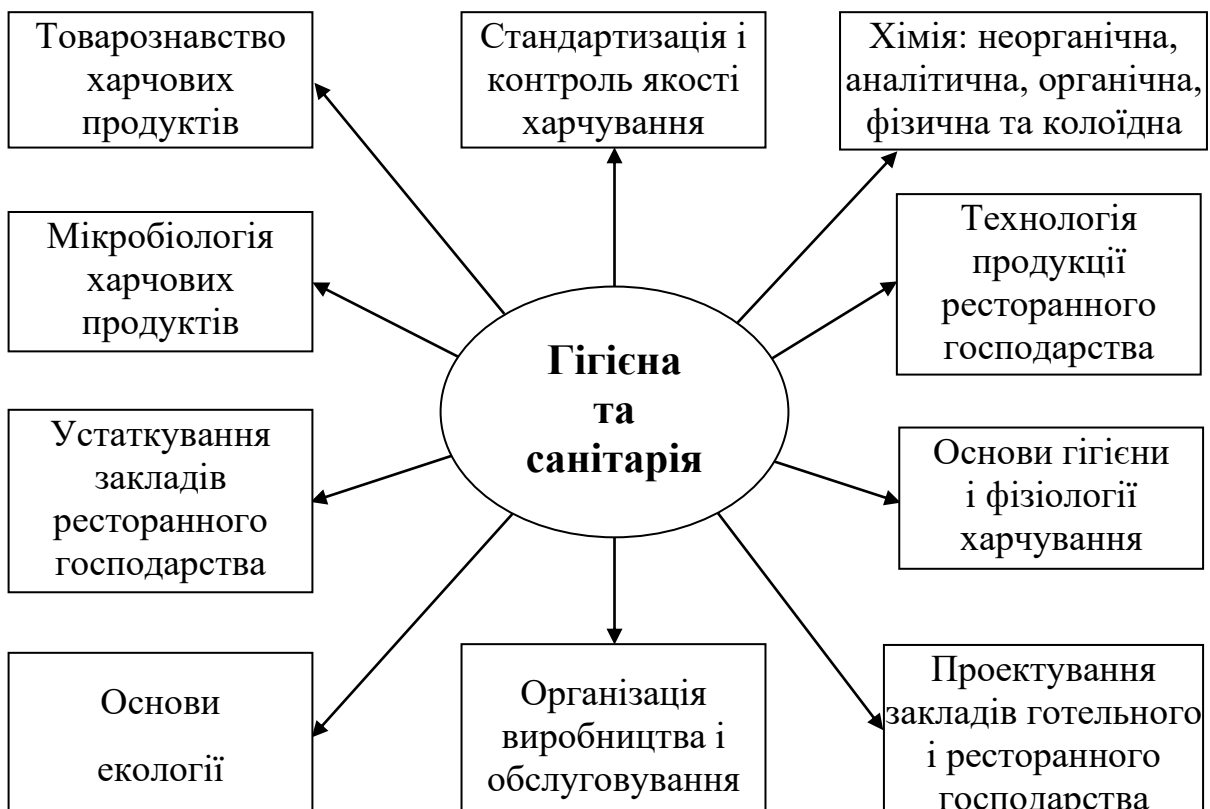 Товарознавство
харчових
продуктів
Стандартизація і
контроль якості
харчування
Хімія: неорганічна,
аналітична, органічна,
фізична та колоїдна
Мікробіологія
харчових
продуктів
Технологія
продукції
ресторанного
господарства
Гігієна
та
санітарія
Устаткування
закладів
ресторанного
господарства
Основи гігієни
і фізіології
харчування
Основи
екології
Організація
виробництва і
обслуговування
Проектування
закладів готельного
і ресторанного
господарства